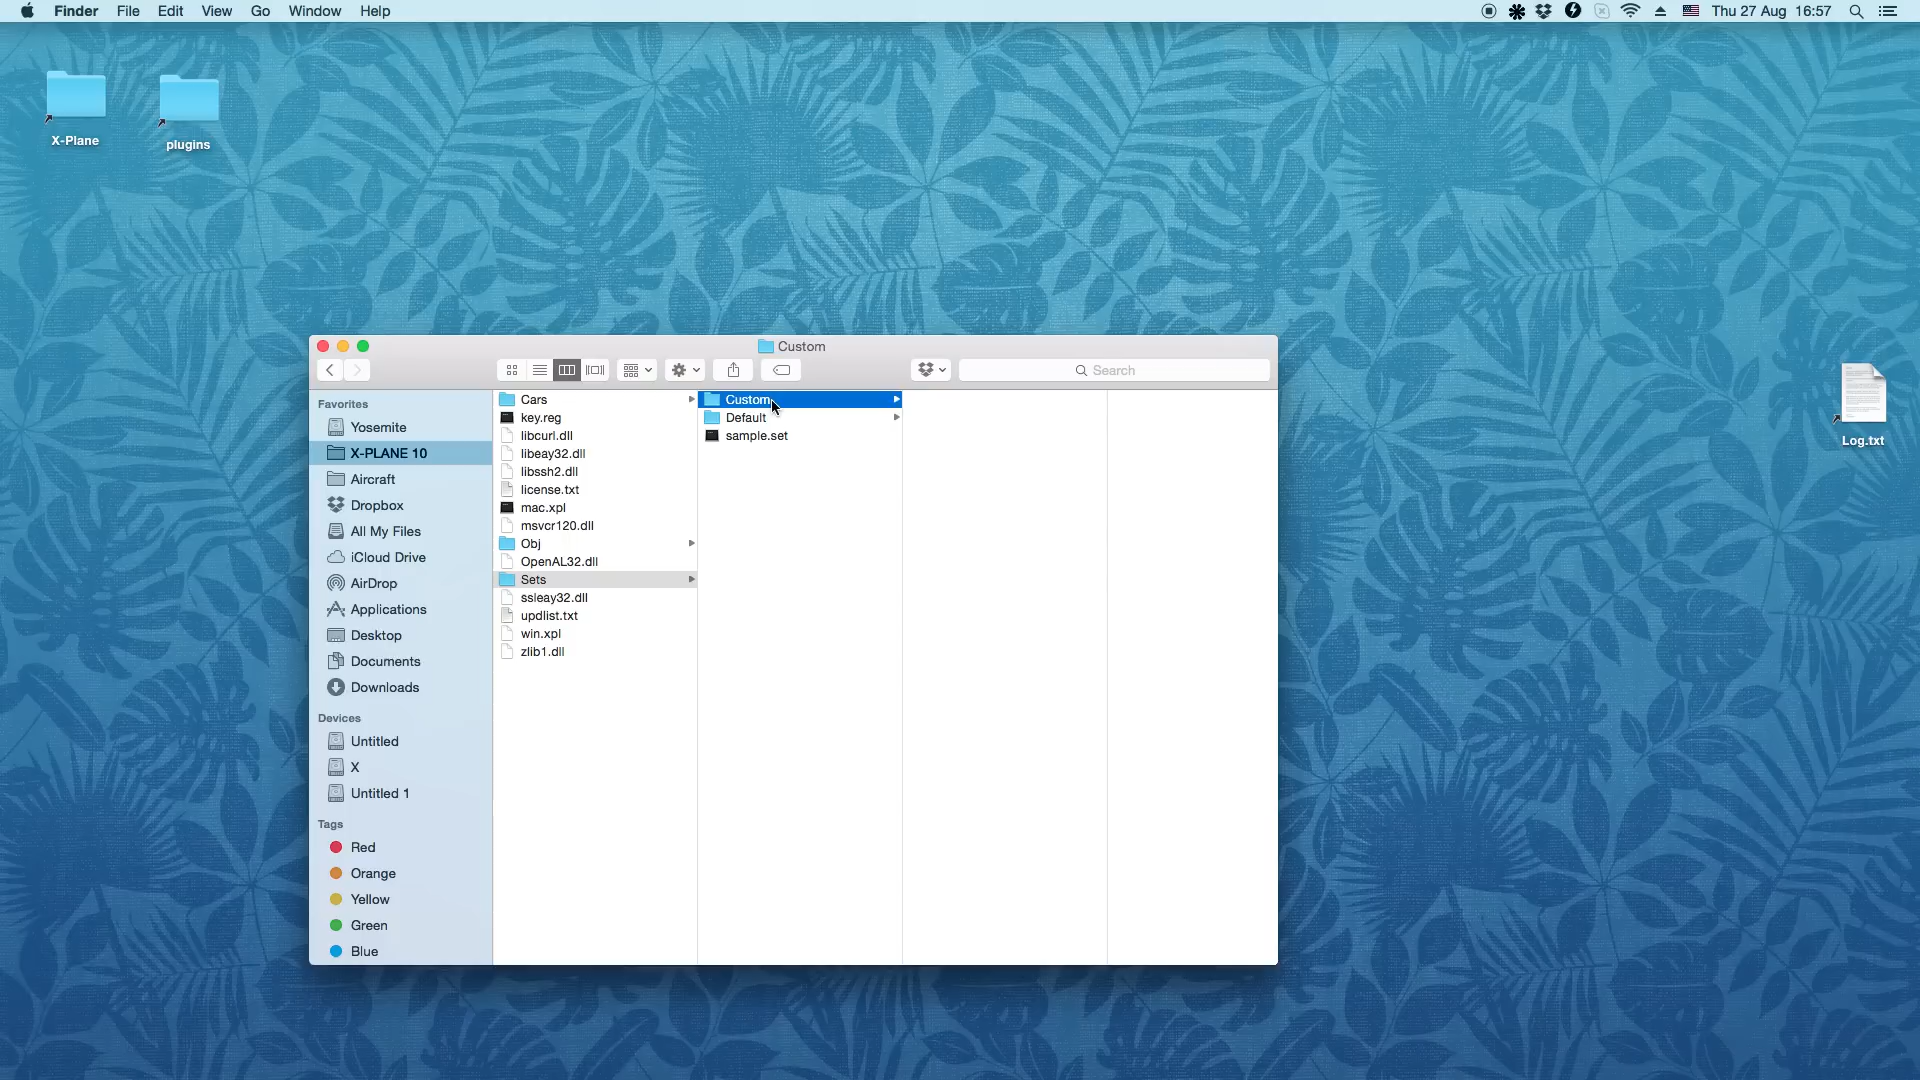 Finder File Edit View Go Window Help
Thu 27 Aug 16:57
X-Plane
plugins
Log.txt
Custom
Search
Favorites
Yosemite
X-PLANE 10
Aircraft
Dropbox
All My Files
iCloud Drive
AirDrop
Applications
Desktop
Documents
Downloads
Devices
Untitled
X
Untitled 1
Tags
Red
Orange
Yellow
Green
Blue
Cars
key.reg
libcurl.dll
libeay32.dll
libssh2.dll
license.txt
mac.xpl
msvcr120.dll
Obj
OpenAL32.dll
Sets
ssleay32.dll
updlist.txt
win.xpl
zlib1.dll
Custom
Default
sample.set